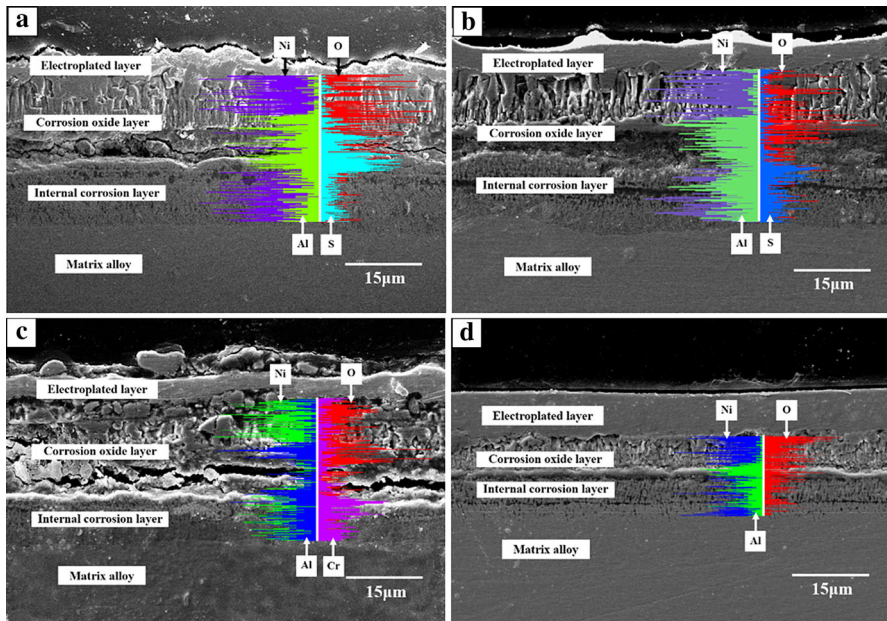 a
Ni
O
Electroplated layer
Corrosion oxide layer
Internal corrosion layer
Al
S
Matrix alloy
15μm
b
Ni
O
Electroplated layer
Corrosion oxide layer
Internal corrosion layer
Al
S
Matrix alloy
15μm
c
Ni
O
Electroplated layer
Corrosion oxide layer
Internal corrosion layer
Al
Cr
Matrix alloy
15μm
d
Ni
O
Electroplated layer
Corrosion oxide layer
Internal corrosion layer
Al
Matrix alloy
15μm